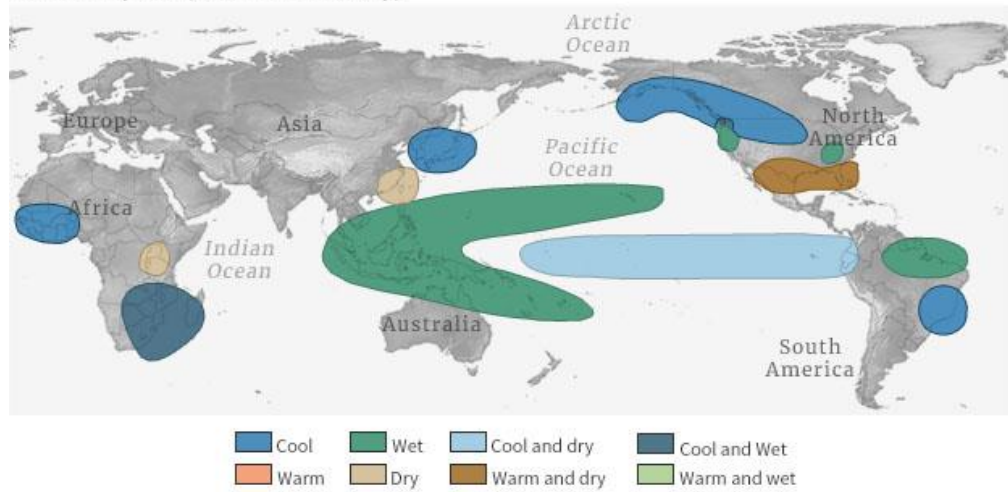 Arctic
Ocean
Europe
Asia
North
America
Pacific
Ocean
Africa
Indian
Ocean
Australia
South
America
Cool
Wet
Cool and dry
Cool and Wet
Warm
Dry
Warm and dry
Warm and wet